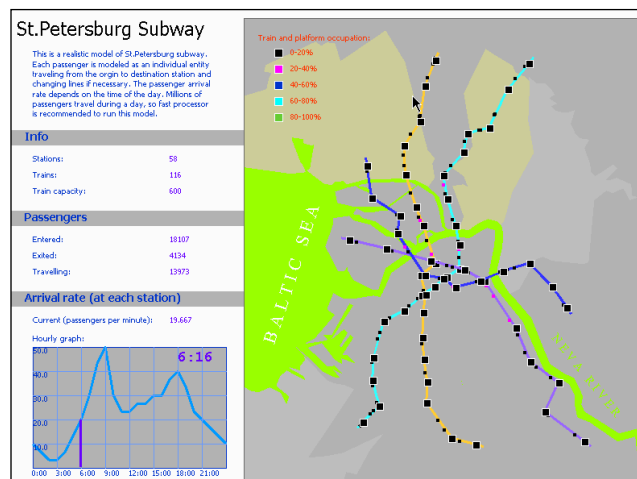 St.Petersburg Subway
This is a realistic model of St.Petersburg subway.
Each passenger is modeled as an individual entity
traveling from the orgin to destination station and
changing lines if necessary. The passenger arrival
rate depends on the time of the day. Millions of
passengers travel during a day, so fast processor
is recommended to run this model.
Info
Stations: 58
Trains: 116
Train capacity: 600
Passengers
Entered: 18107
Exited: 4134
Travelling: 13973
Arrival rate (at each station)
Current (passengers per minute): 19.667
Hourly graph:
50.0
6:16
40.0
30.0
20.0
10.0
0:00 3:00 6:00 9:00 12:00 15:00 18:00 21:00
Train and platform occupation:
0-20%
20-40%
40-60%
60-80%
80-100%
BALTIC SEA
NEVA RIVER